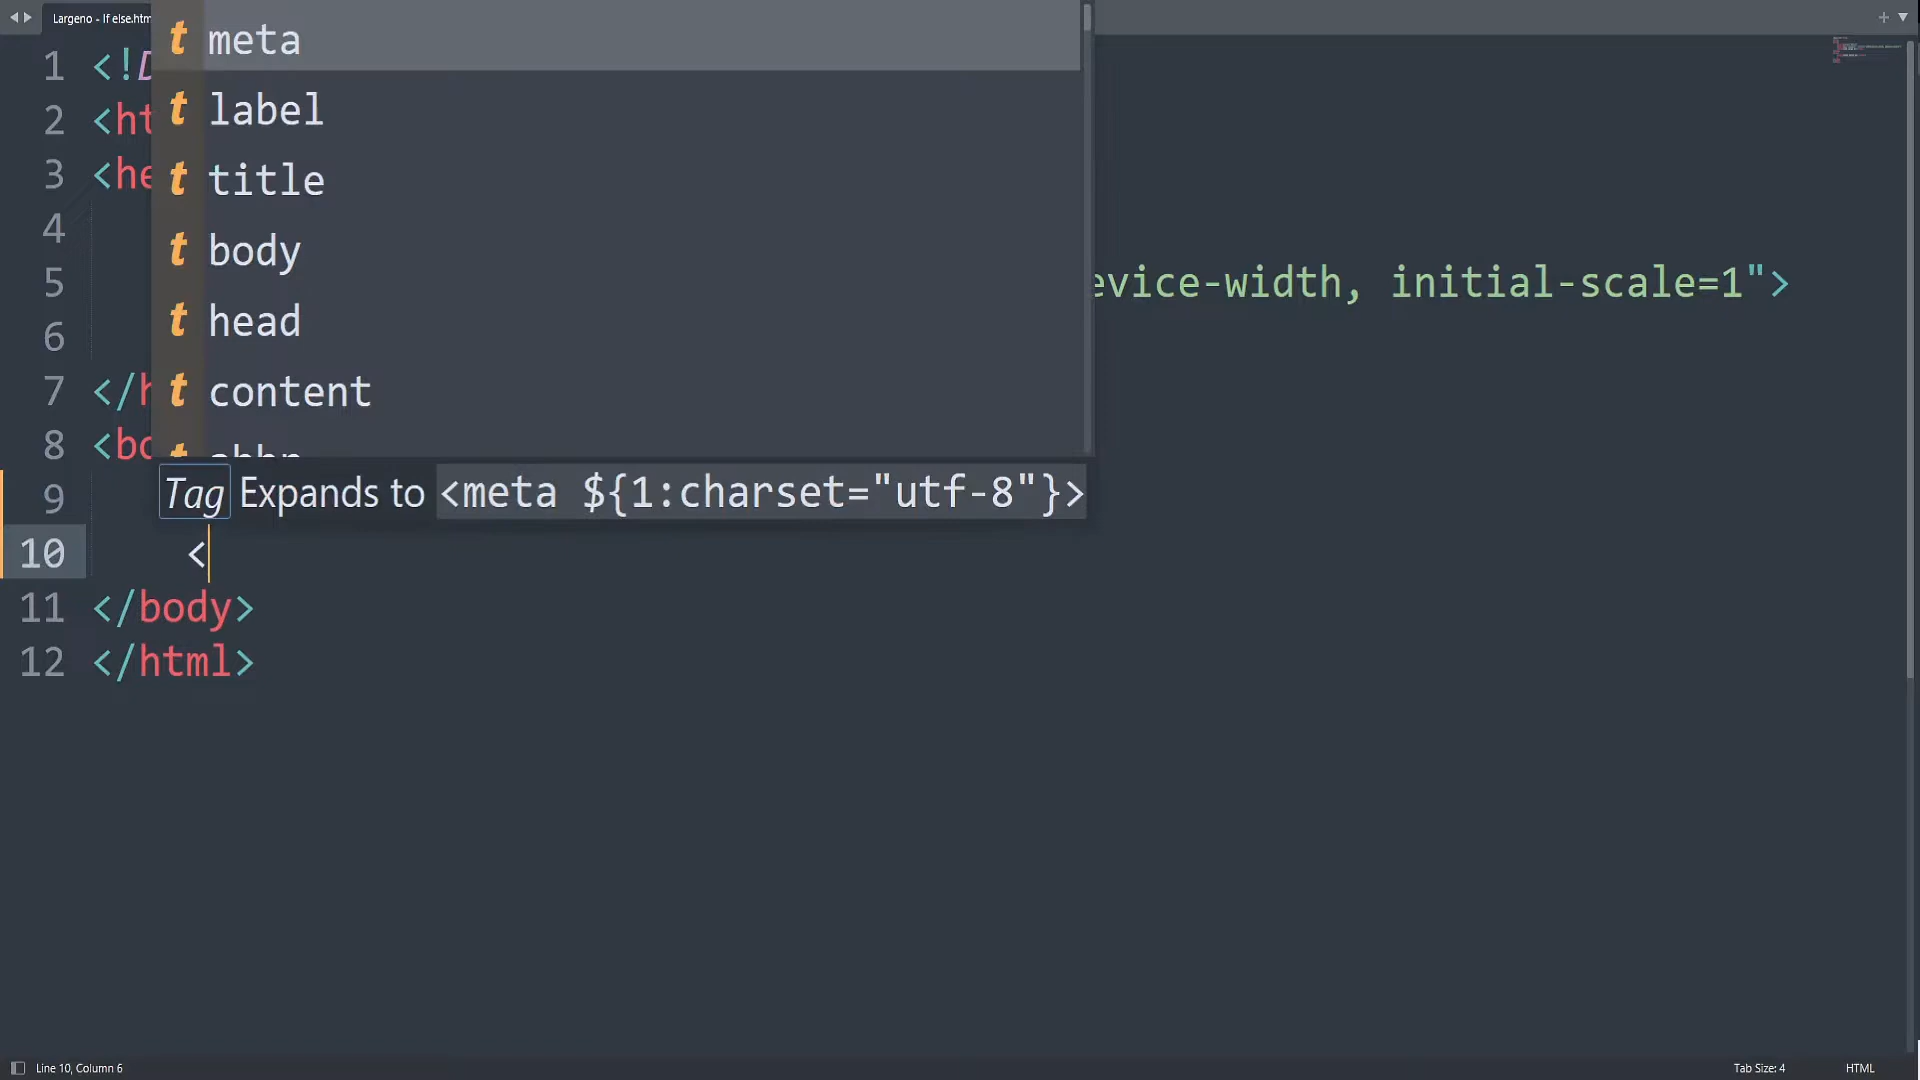 Largeno - If else.htm
meta
label
title
body
head
content
1 <!D
2 <ht
3 <he
4
5 evice-width, initial-scale=1">
6
7 </h
8 <bo
9
Tag Expands to <meta ${1:charset="utf-8"}>
10 <
11 </body>
12 </html>
Line 10, Column 6
Tab Size: 4
HTML